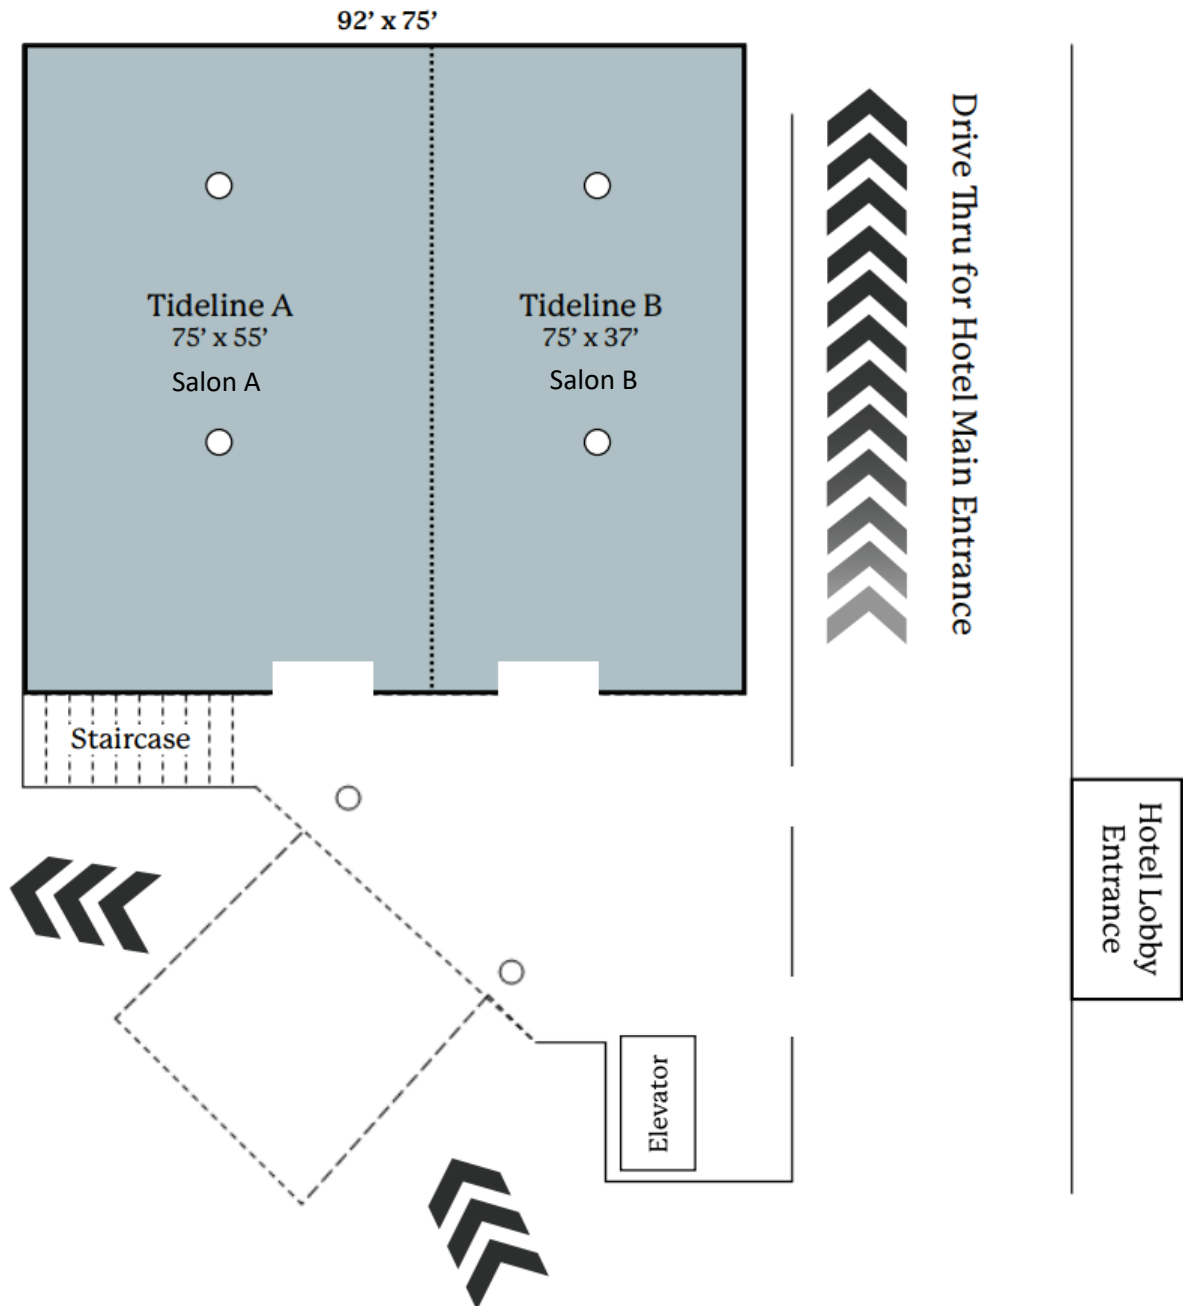 92’ x 75’
Tideline A
75’ x 55’
Salon A
Tideline B
75’ x 37’
Salon B
Drive Thru for Hotel Main Entrance
Staircase
Hotel Lobby
Entrance
Elevator